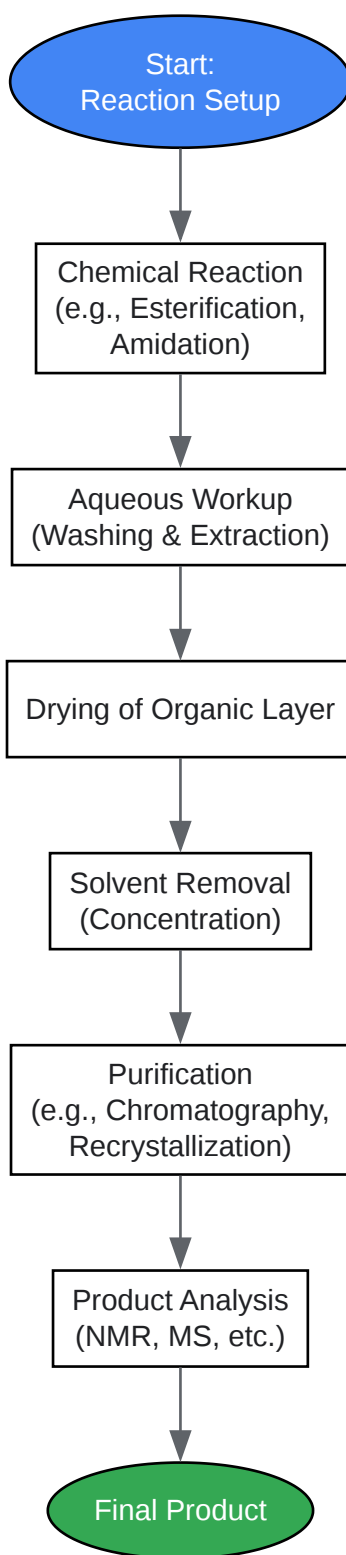 Start:
Reaction Setup
Chemical Reaction
(e.g., Esterification,
Amidation)
Aqueous Workup
(Washing & Extraction)
Drying of Organic Layer
Solvent Removal
(Concentration)
Purification
(e.g., Chromatography,
Recrystallization)
Product Analysis
(NMR, MS, etc.)
Final Product